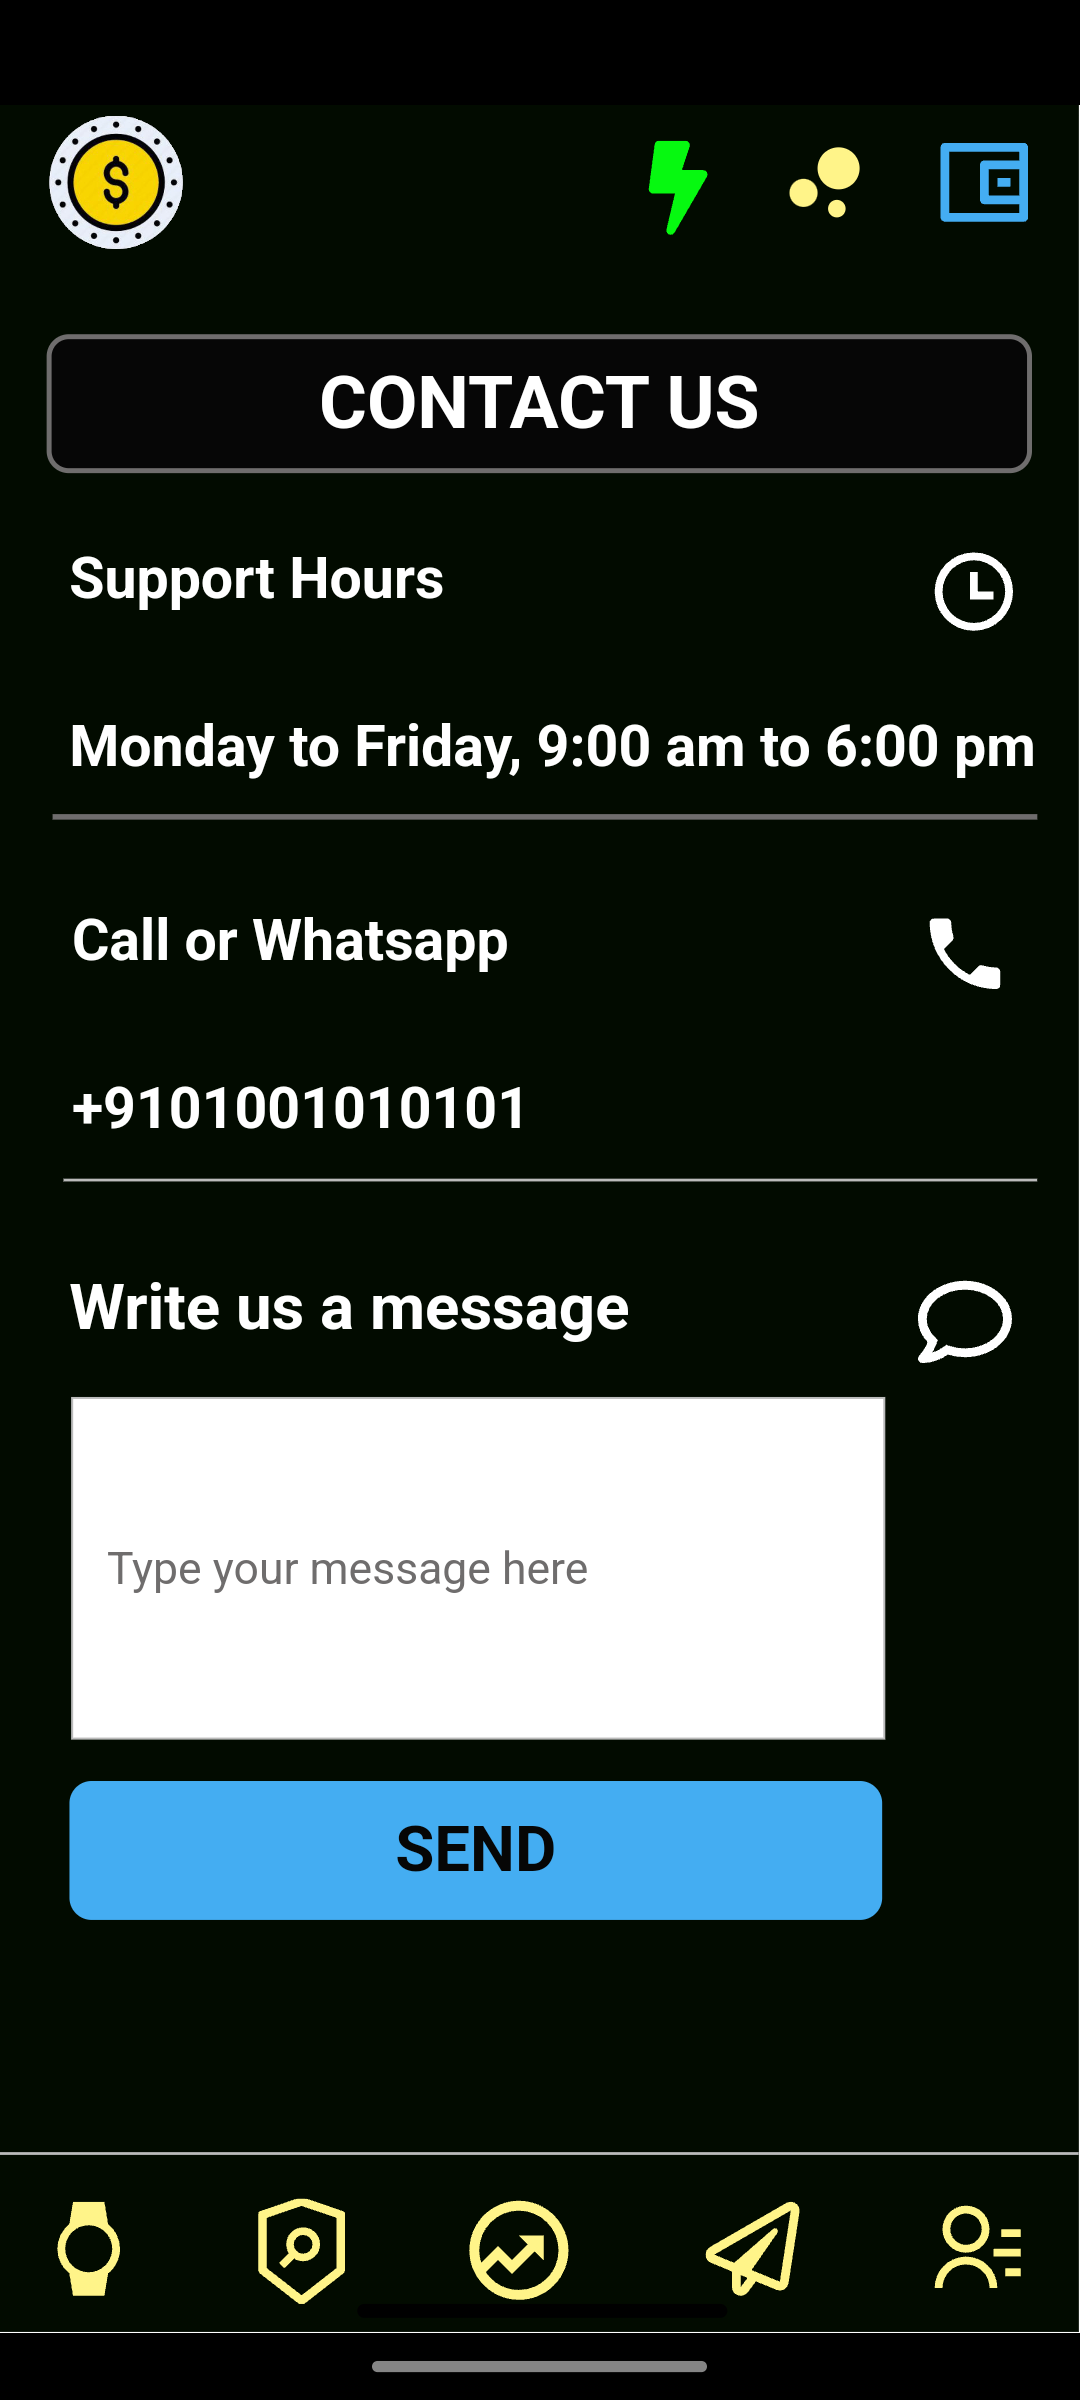 $
CONTACT US
Support Hours
Monday to Friday, 9:00 am to 6:00 pm
Call or Whatsapp
+9101001010101
Write us a message
Type your message here
SEND